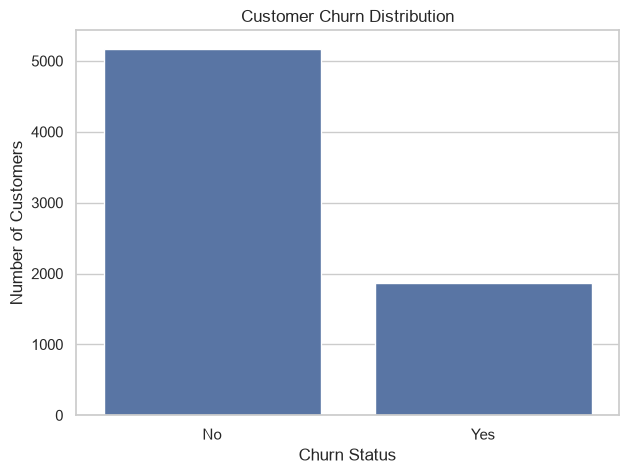 Customer Churn Distribution
Number of Customers
5000
4000
3000
2000
1000
0
No
Yes
Churn Status